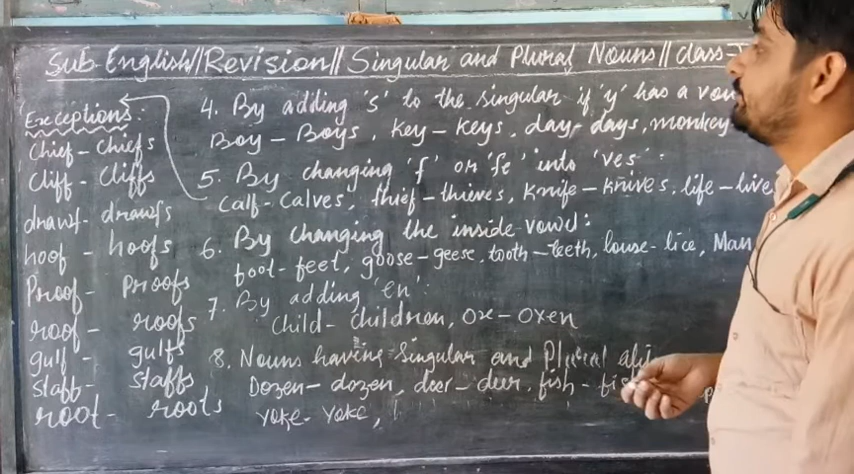 Sub English//Revision//Singular and Plural Nouns//Class-
Exceptions:
Chief - Chiefs
Cliff - Cliffs
drawf - drawfs
hoof - hoofs
Proof - Proofs
roof - roofs
gulf - gulfs
Staff - Staffs
root - roots
4. By adding 's' to the singular if 'y' has a
Boy - Boys, Key - Keys, day - days, monkey
5. By changing 'f' or 'fe' into 'ves':
Calf - Calves, thief - thieves, Knife - Knives, life - live
6. By changing the inside vowel:
foot - feet, goose - geese, tooth - teeth, louse - lice, Man
7. By adding 'en':
Child - children, Ox - Oxen
8. Nouns having Singular and Plural
Dozen - dozen, deer - deer, fish -
Yoke - Yoke,